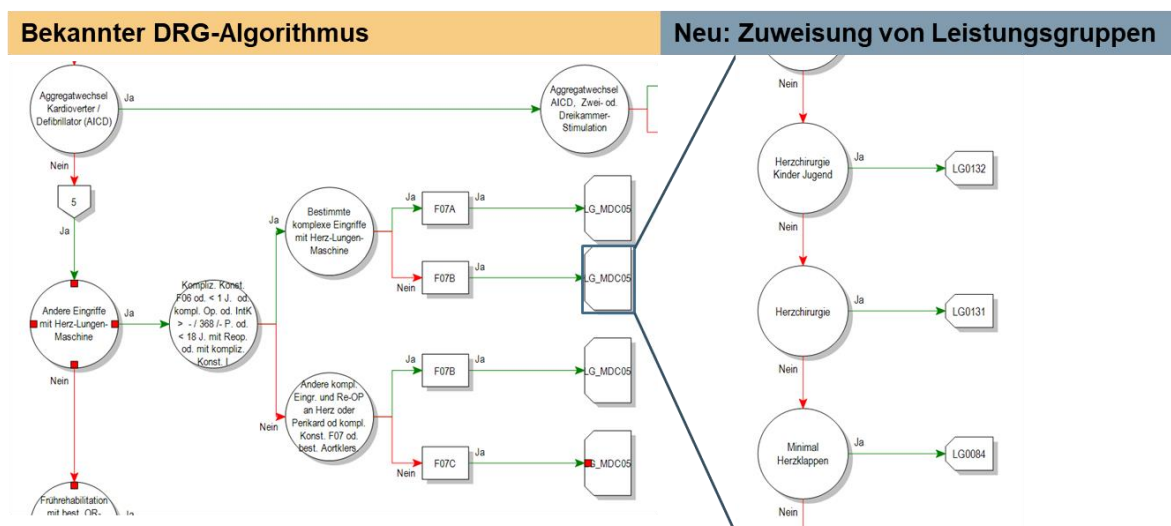 Bekannter DRG-Algorithmus
Neu: Zuweisung von Leistungsgruppen
Aggregatwechsel
Kardioverter /
Defibrillator (AICD)
Ja
Aggregatwechsel
AICD, Zwei- od.
Dreikammer-
Stimulation
Nein
5
Ja
Andere Eingriffe
mit Herz-Lungen-
Maschine
Ja
Kompliz. Konst.
F06 od. < 1 J. od.
kompl. Op. od. IntK
> - / 368 /- P. od.
< 18 J. mit Reop.
od. mit kompliz.
Konst. I
Ja
Bestimmte
komplexe Eingriffe
mit Herz-Lungen-
Maschine
Ja
F07A
Ja
LG_MDC05
Nein
F07B
Ja
LG_MDC05
Nein
Andere kompl.
Eingr. und Re-OP
an Herz oder
Perikard od kompl.
Konst. F07 od.
best. Aortklers.
Ja
F07B
Ja
LG_MDC05
Nein
F07C
Ja
G_MDC05
Nein
Frührehabilitation
mit best. OR-
Ja
Nein
Herzchirurgie
Kinder Jugend
Ja
LG0132
Nein
Herzchirurgie
Ja
LG0131
Nein
Minimal
Herzklappen
Ja
LG0084
Nein